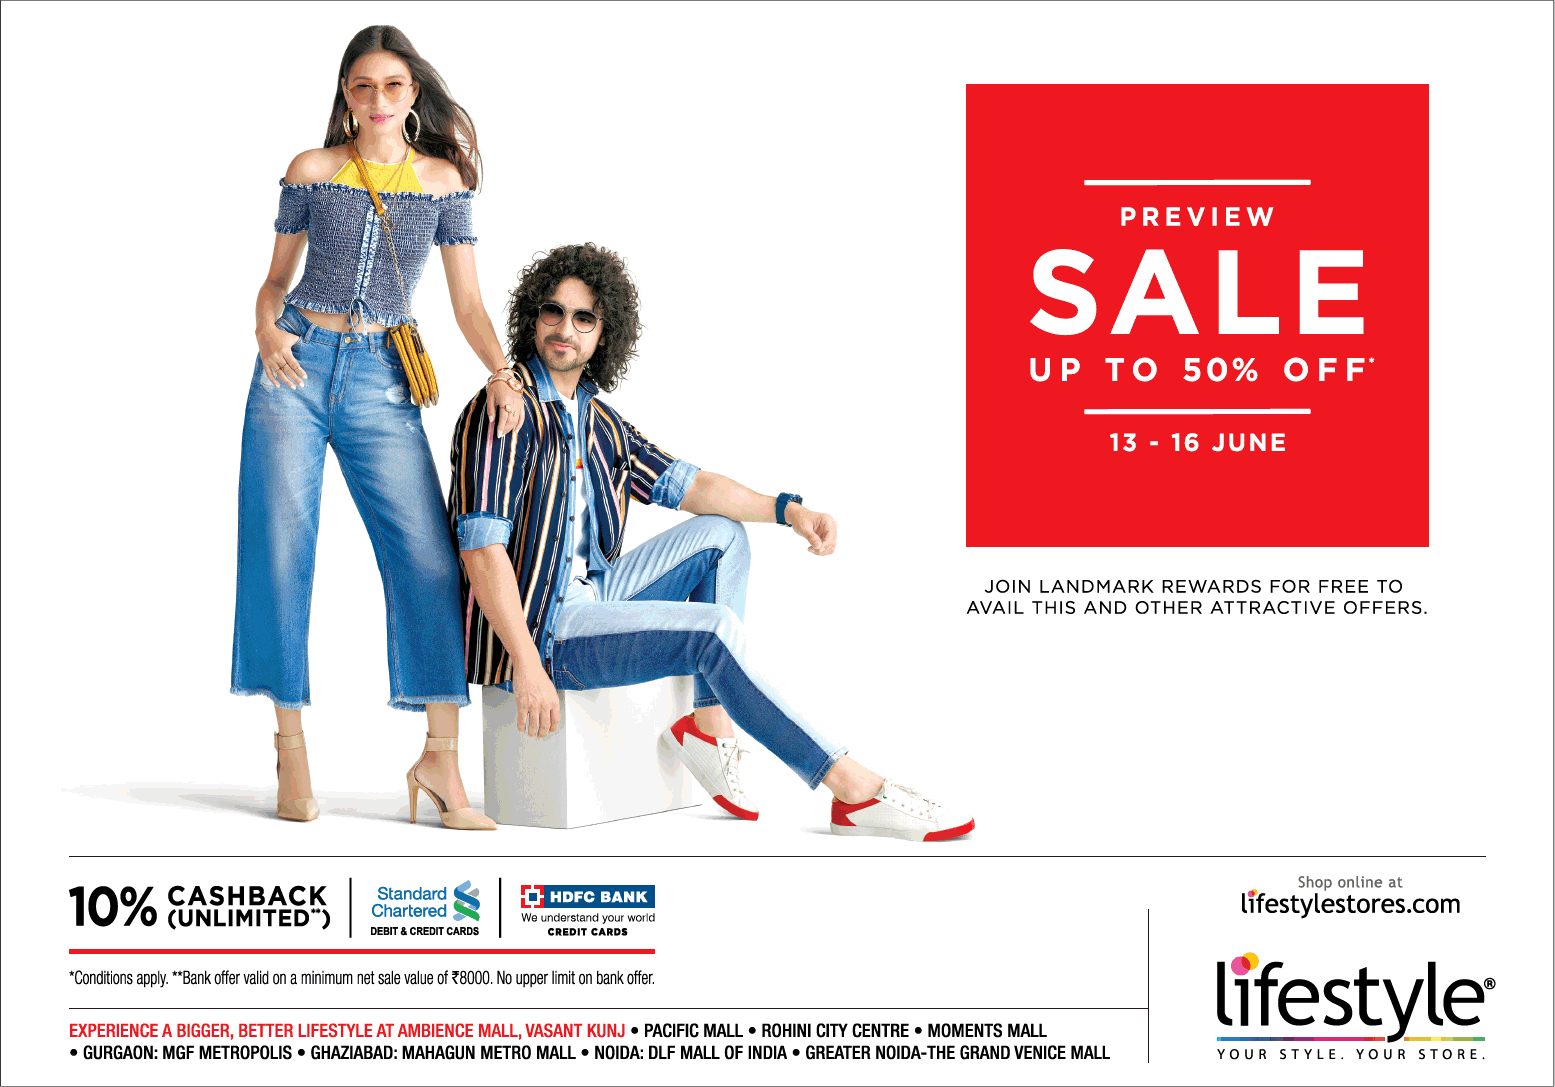 PREVIEW
SALE
UP TO 50% OFF*
13 - 16 JUNE
JOIN LANDMARK REWARDS FOR FREE TO
AVAIL THIS AND OTHER ATTRACTIVE OFFERS.
10% CASHBACK
(UNLIMITED**)
Standard
Chartered
DEBIT & CREDIT CARDS
HDFC BANK
We understand your world
CREDIT CARDS
*Conditions apply. **Bank offer valid on a minimum net sale value of ₹8000. No upper limit on bank offer.
EXPERIENCE A BIGGER, BETTER LIFESTYLE AT AMBIENCE MALL, VASANT KUNJ • PACIFIC MALL • ROHINI CITY CENTRE • MOMENTS MALL
• GURGAON: MGF METROPOLIS • GHAZIABAD: MAHAGUN METRO MALL • NOIDA: DLF MALL OF INDIA • GREATER NOIDA-THE GRAND VENICE MALL
Shop online at
lifestylestores.com
lifestyle®
YOUR STYLE. YOUR STORE.